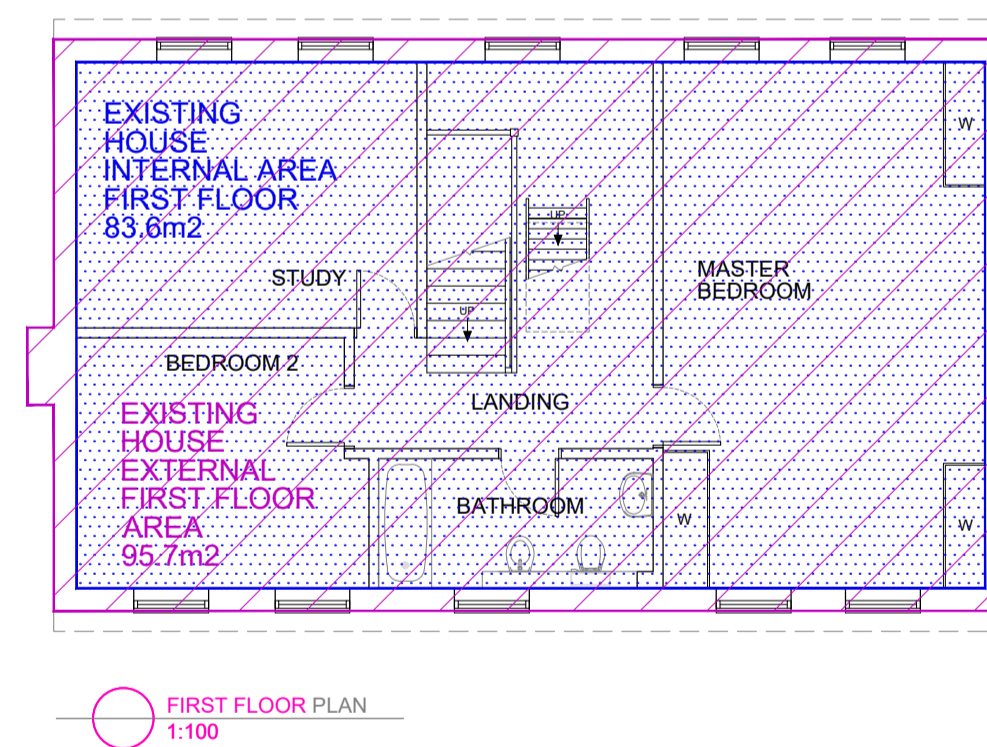 EXISTING
HOUSE
INTERNAL AREA
FIRST FLOOR
83.6m2
W
UP
STUDY
MASTER
BEDROOM
UP
BEDROOM 2
LANDING
EXISTING
HOUSE
EXTERNAL
FIRST FLOOR
AREA
95.7m2
BATHROOM
W
W
FIRST FLOOR PLAN
1:100